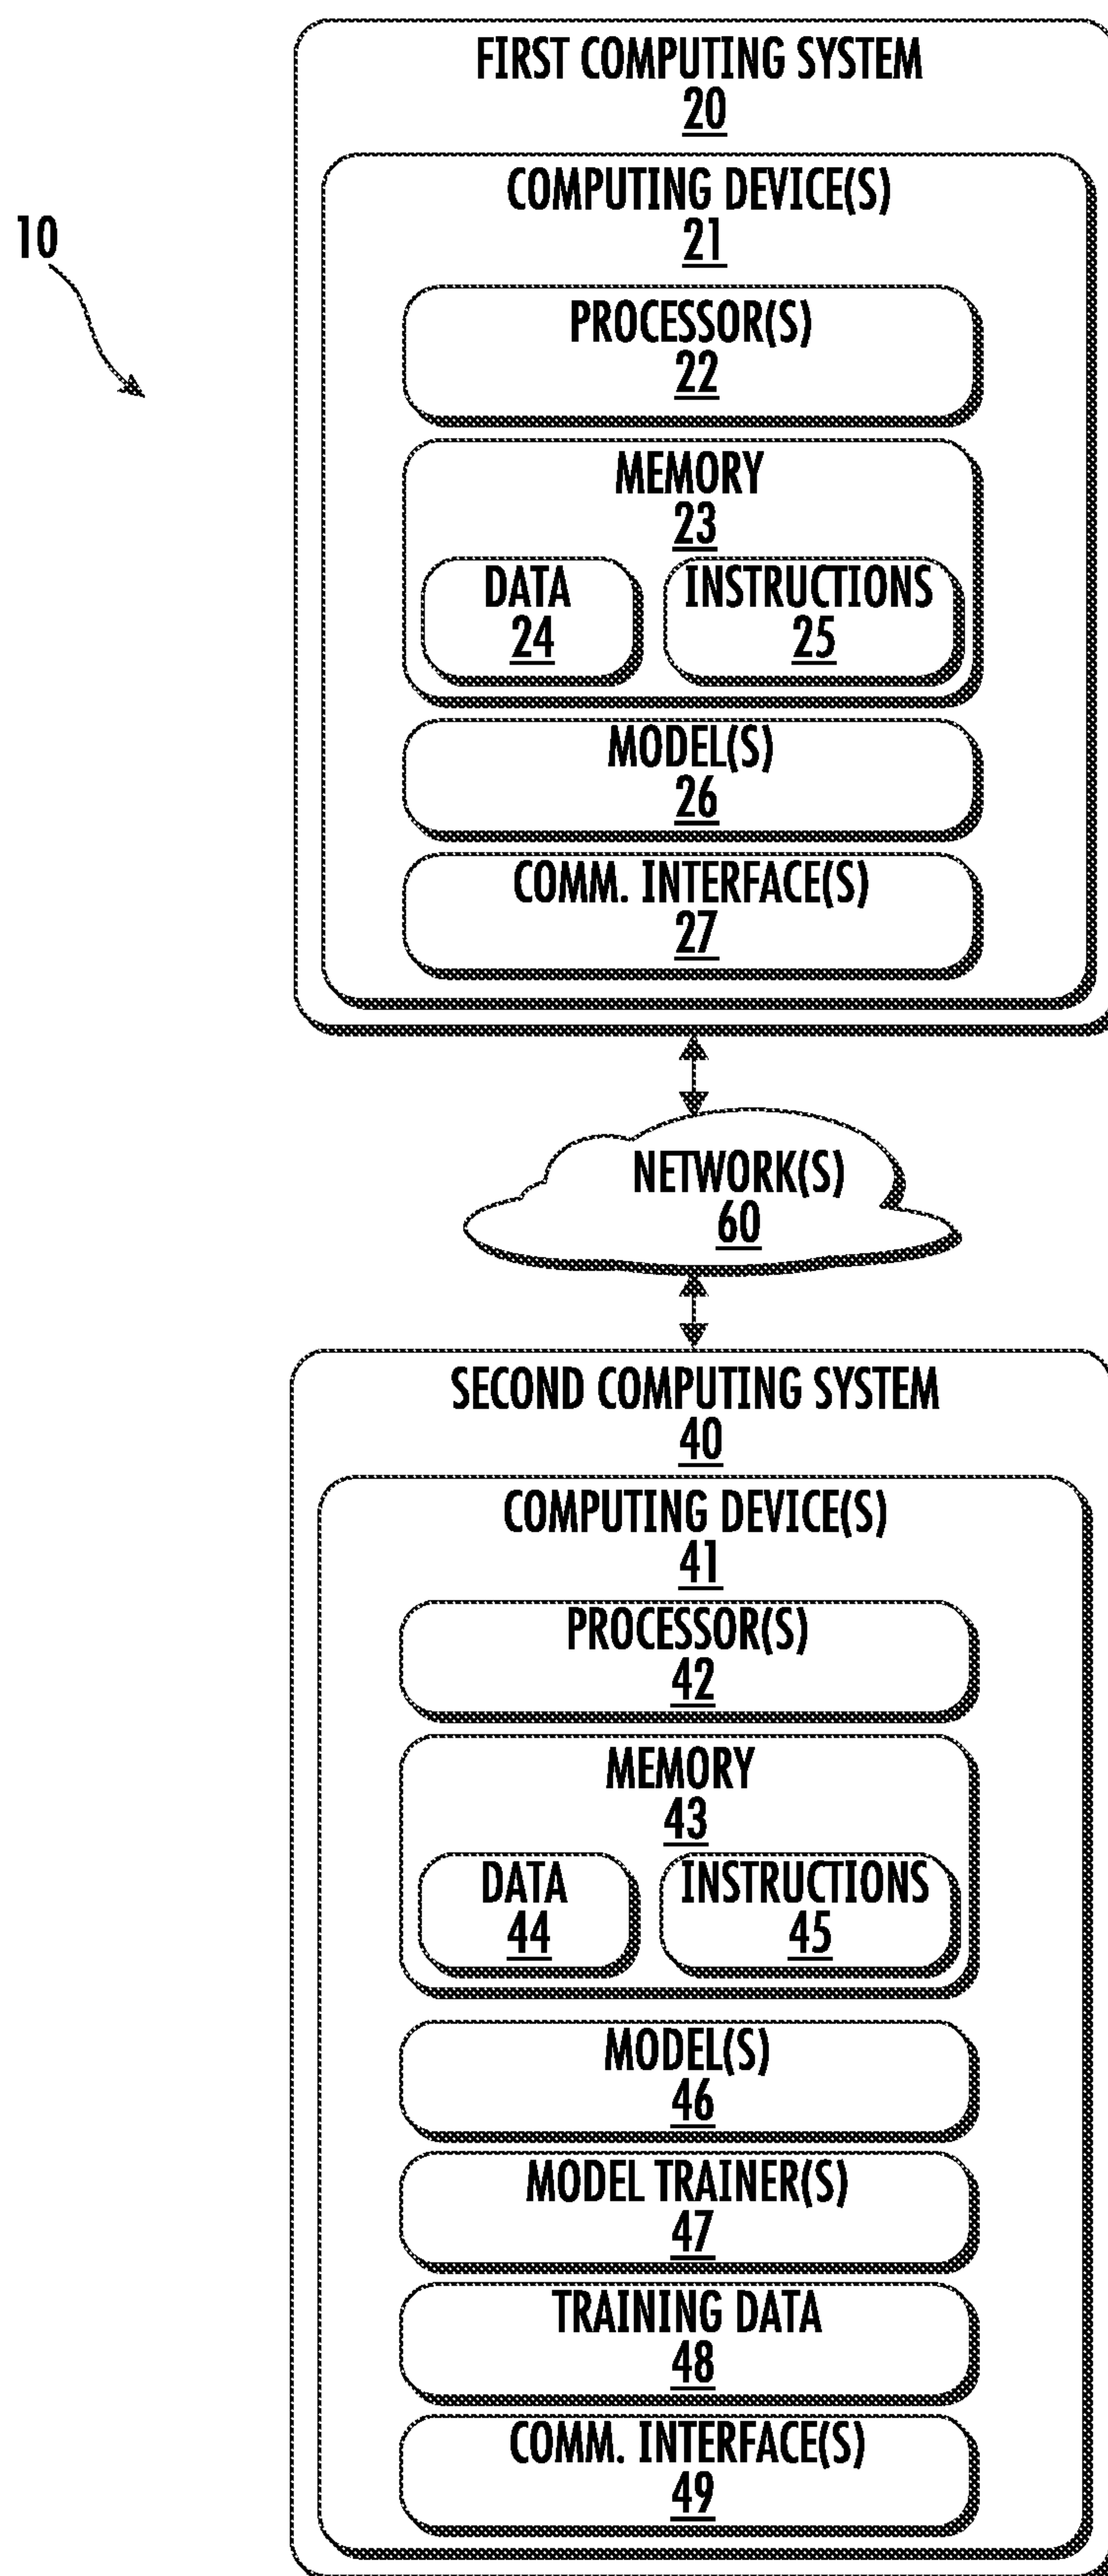 FIRST COMPUTING SYSTEM
20
COMPUTING DEVICE(S)
21
10
PROCESSOR(S)
22
MEMORY
23
DATA
24
INSTRUCTIONS
25
MODEL(S)
26
COMM. INTERFACE(S)
27
NETWORK(S)
60
SECOND COMPUTING SYSTEM
40
COMPUTING DEVICE(S)
41
PROCESSOR(S)
42
MEMORY
43
DATA
44
INSTRUCTIONS
45
MODEL(S)
46
MODEL TRAINER(S)
47
TRAINING DATA
48
COMM. INTERFACE(S)
49